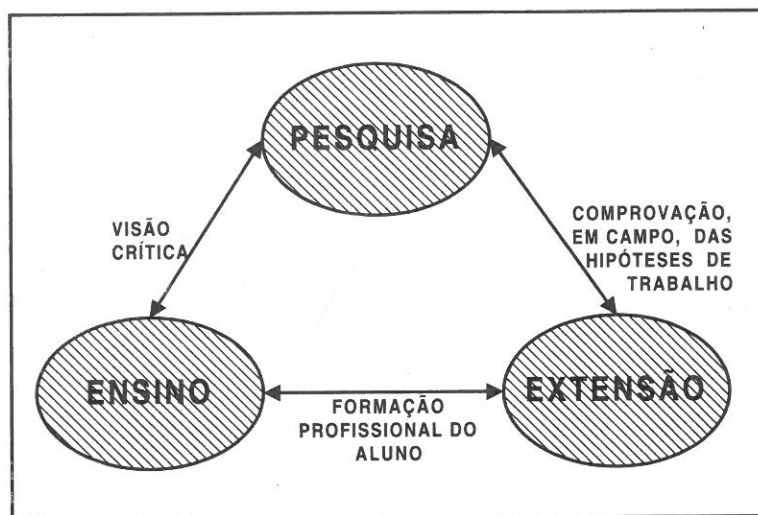 PESQUISA
VISÃO
CRÍTICA
COMPROVAÇÃO,
EM CAMPO, DAS
HIPÓTESES DE
TRABALHO
ENSINO
EXTENSÃO
FORMAÇÃO
PROFISSIONAL DO
ALUNO